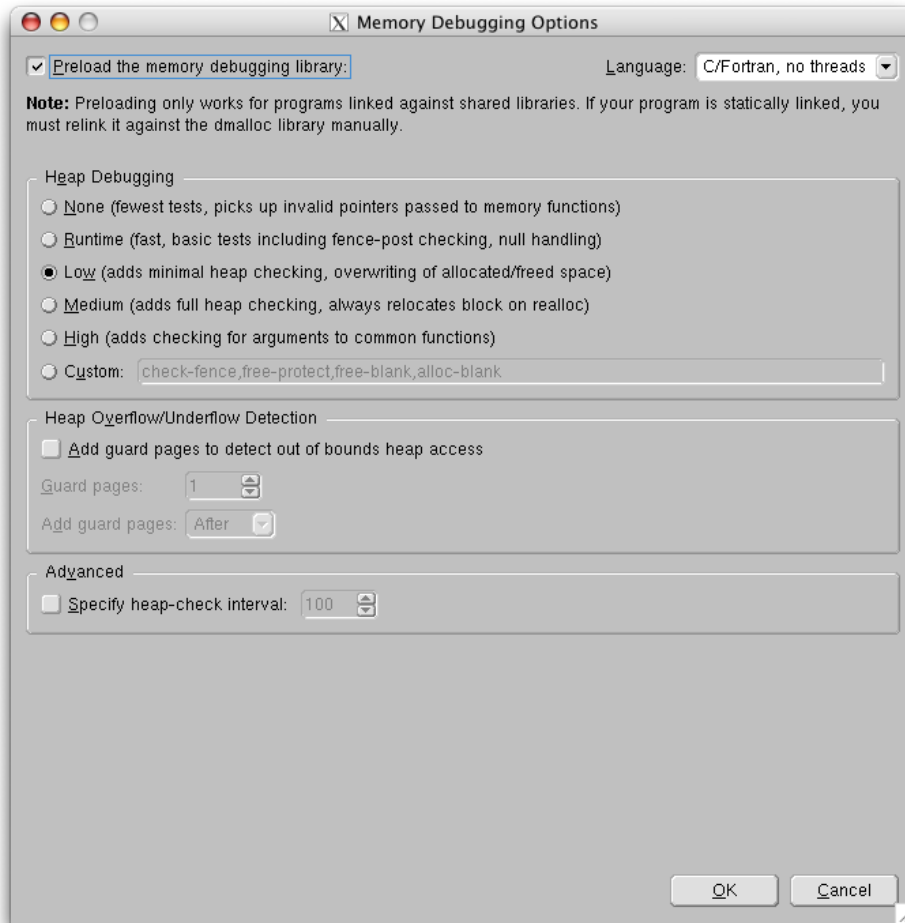 Memory Debugging Options
Preload the memory debugging library:
Language: C/Fortran, no threads
Note: Preloading only works for programs linked against shared libraries. If your program is statically linked, you
must relink it against the dmalloc library manually.
Heap Debugging
None (fewest tests, picks up invalid pointers passed to memory functions)
Runtime (fast, basic tests including fence-post checking, null handling)
Low (adds minimal heap checking, overwriting of allocated/freed space)
Medium (adds full heap checking, always relocates block on realloc)
High (adds checking for arguments to common functions)
Custom: check-fence,free-protect,free-blank,alloc-blank
Heap Overflow/Underflow Detection
Add guard pages to detect out of bounds heap access
Guard pages: 1
Add guard pages: After
Advanced
Specify heap-check interval: 100
OK Cancel